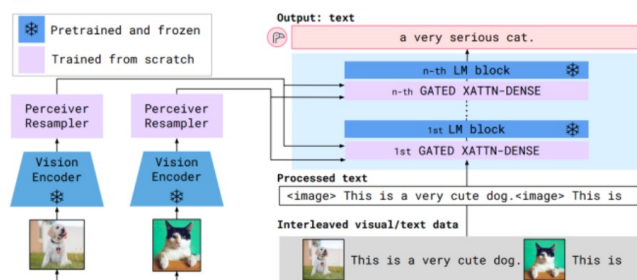 Output: text
Pretrained and frozen
Trained from scratch
a very serious cat.
n-th LM block
n-th GATED XATTN-DENSE
Perceiver
Resampler
Perceiver
Resampler
1st LM block
1st GATED XATTN-DENSE
Vision
Encoder
Vision
Encoder
Processed text
<image> This is a very cute dog.<image> This is
Interleaved visual/text data
This is a very cute dog.
This is